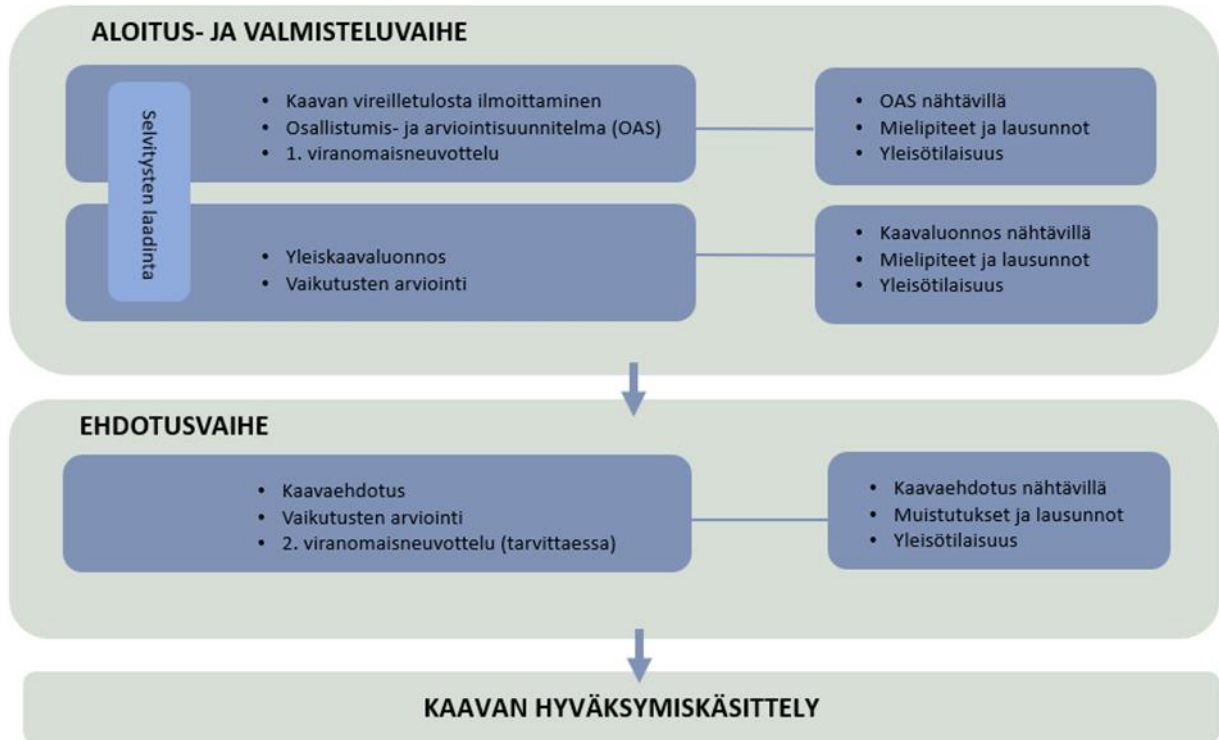 ALOITUS- JA VALMISTELUVAIHE
Selvitysten laadinta
• Kaavan vireilletulosta ilmoittaminen
• Osallistumis- ja arviointisuunnitelma (OAS)
• 1. viranomaisneuvottelu
• OAS nähtävillä
• Mielipiteet ja lausunnot
• Yleisötilaisuus
• Yleiskaavaluonnos
• Vaikutusten arviointi
• Kaavaluonnos nähtävillä
• Mielipiteet ja lausunnot
• Yleisötilaisuus
EHDOTUSVAIHE
• Kaavaehdotus
• Vaikutusten arviointi
• 2. viranomaisneuvottelu (tarvittaessa)
• Kaavaehdotus nähtävillä
• Muistutukset ja lausunnot
• Yleisötilaisuus
KAAVAN HYVÄKSYMISKÄSITTELY